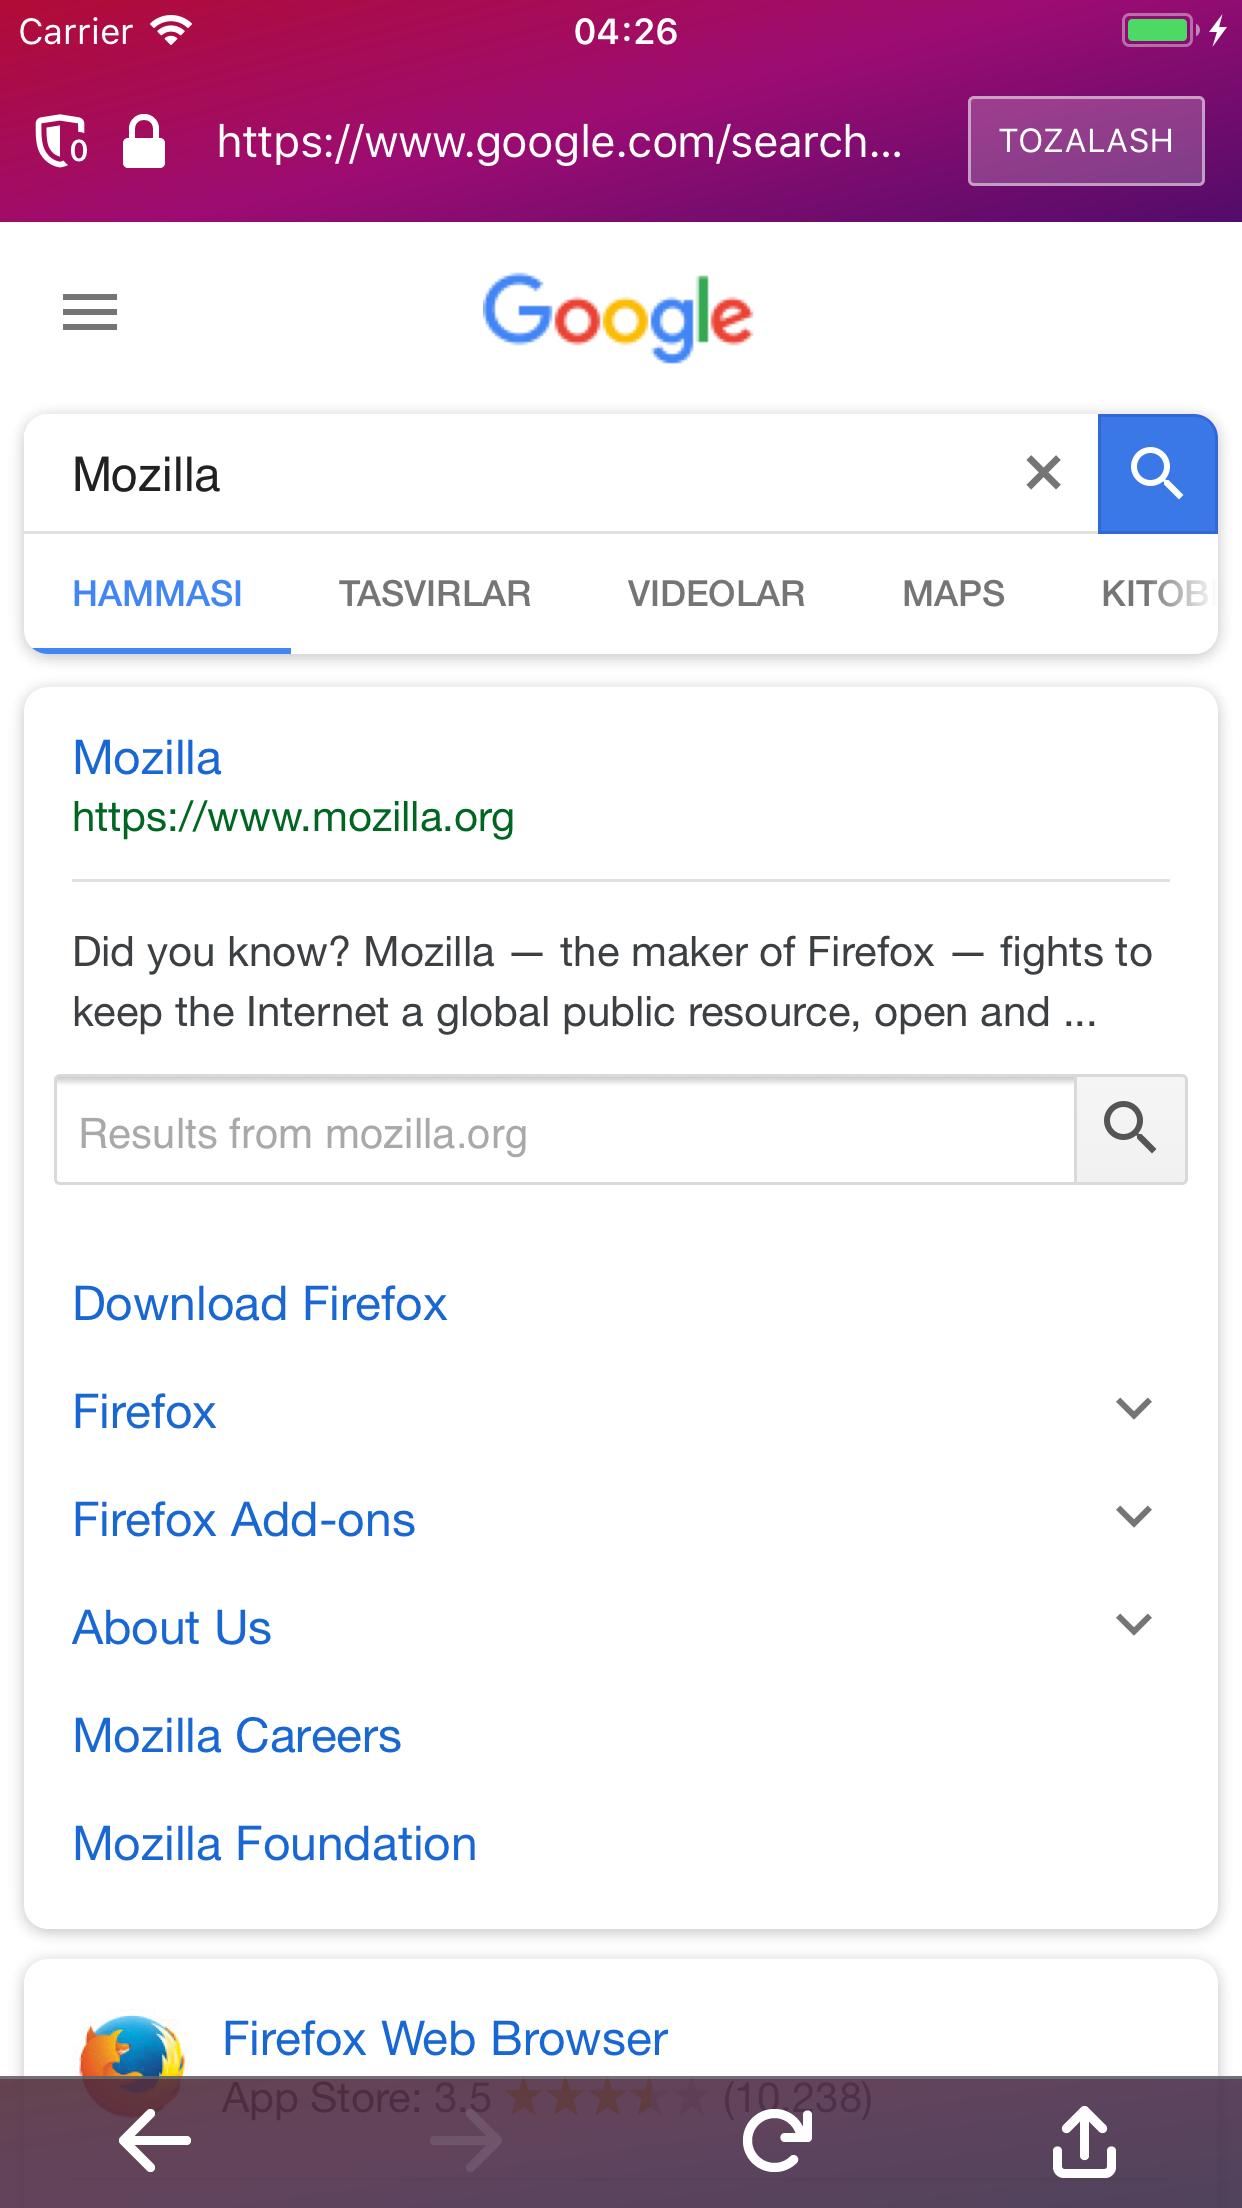 Carrier
04:26
0
https://www.google.com/search...
TOZALASH
Google
Mozilla
HAMMASI TASVIRLAR VIDEOLAR MAPS KITOB
Mozilla
https://www.mozilla.org
Did you know? Mozilla — the maker of Firefox — fights to
keep the Internet a global public resource, open and ...
Results from mozilla.org
Download Firefox
Firefox
Firefox Add-ons
About Us
Mozilla Careers
Mozilla Foundation
Firefox Web Browser
App Store: 3.5 (10,238)